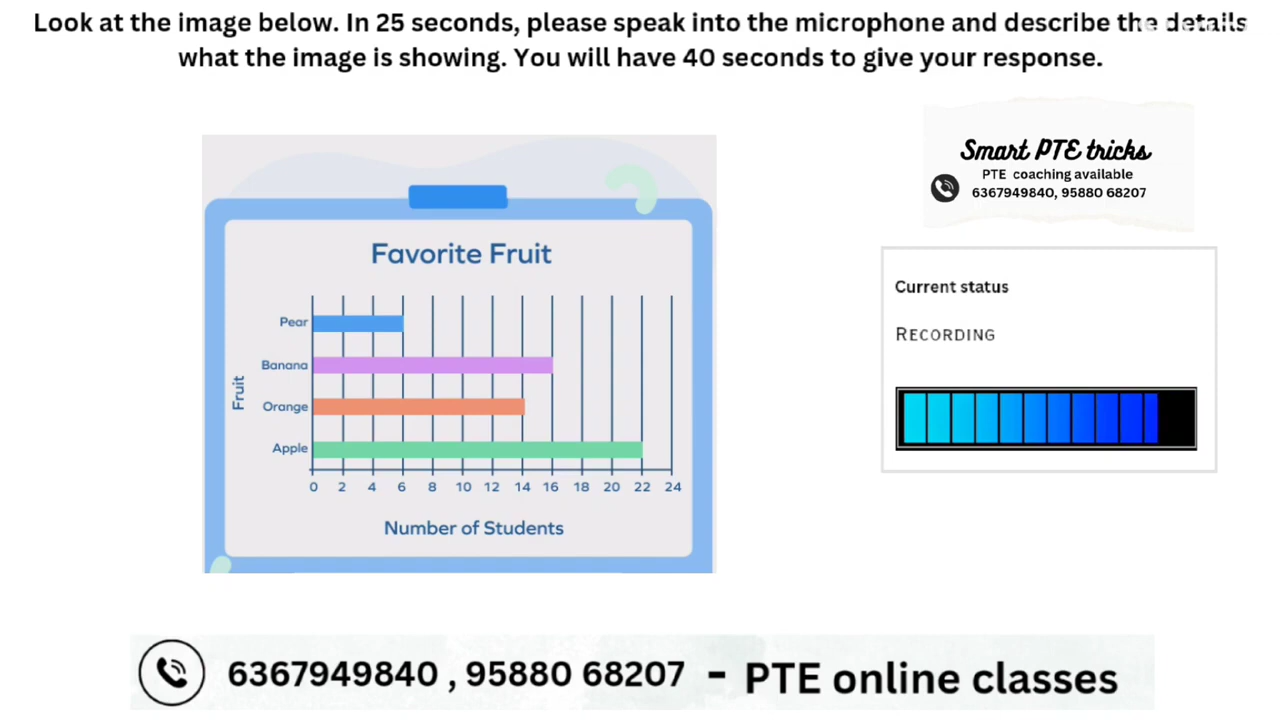 Look at the image below. In 25 seconds, please speak into the microphone and describe the details
what the image is showing. You will have 40 seconds to give your response.
Smart PTE tricks
PTE coaching available
6367949840, 95880 68207
Current status
RECORDING
Favorite Fruit
Fruit
Pear
Banana
Orange
Apple
0 2 4 6 8 10 12 14 16 18 20 22 24
Number of Students
6367949840 , 95880 68207 - PTE online classes